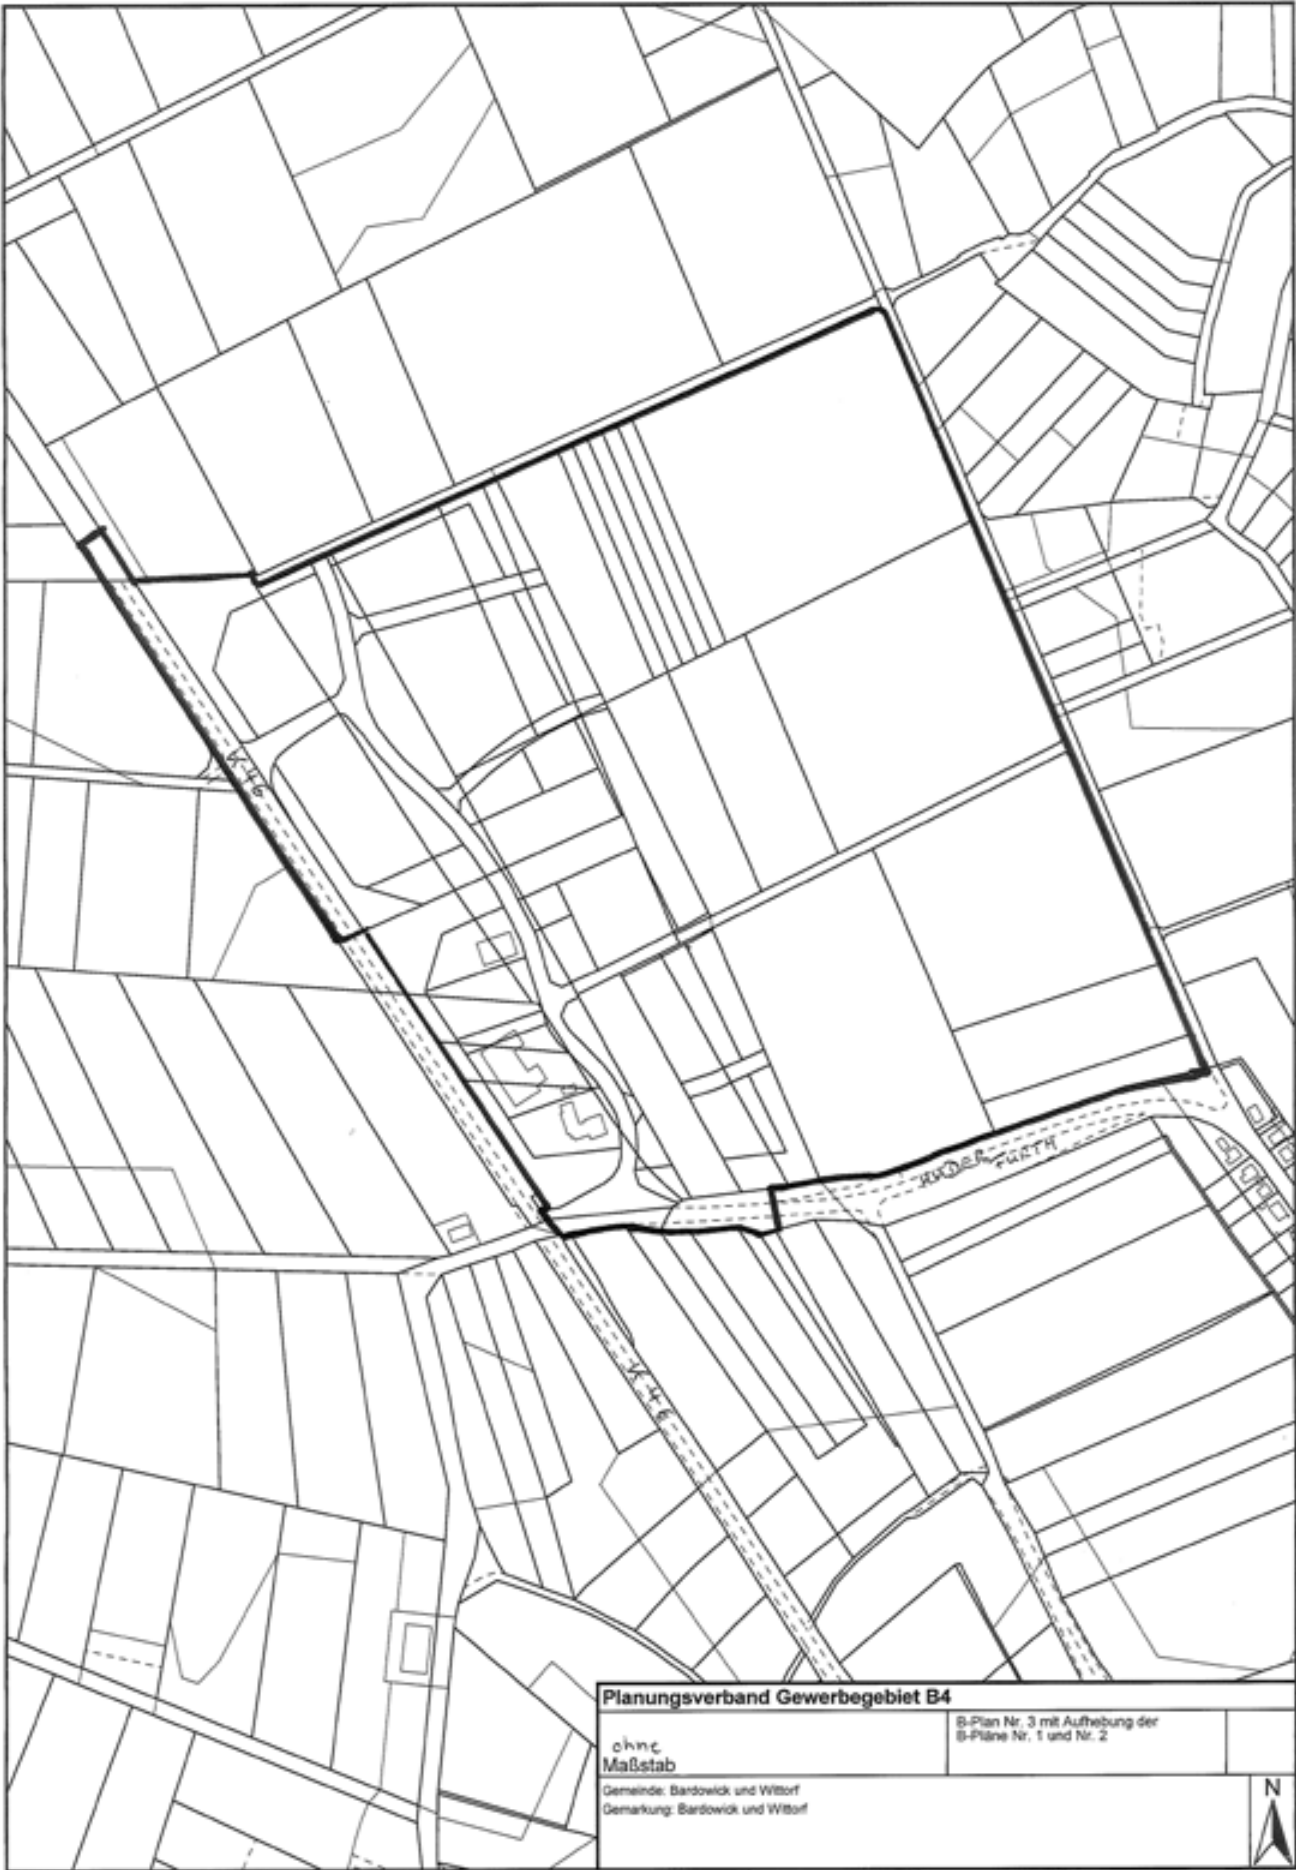 K 46
HUDER FURTH
K 46
Planungsverband Gewerbegebiet B4
ohne
Maßstab
B-Plan Nr. 3 mit Aufhebung der
B-Pläne Nr. 1 und Nr. 2
Gemeinde: Bardowick und Wittorf
Gemarkung: Bardowick und Wittorf
N